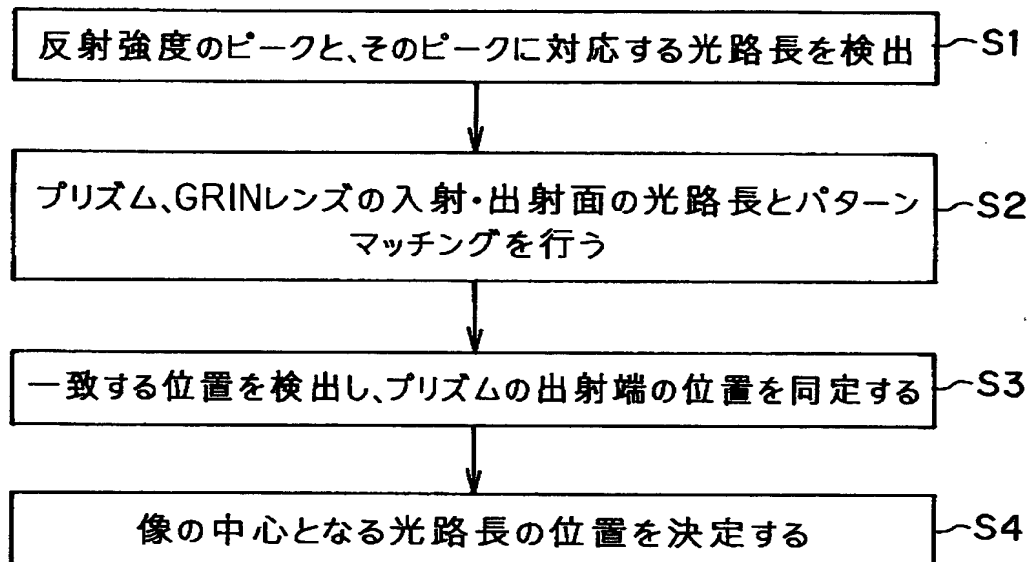 反射強度のピークと、そのピークに対応する光路長を検出 S1
プリズム、GRINレンズの入射・出射面の光路長とパターン S2
マッチングを行う
一致する位置を検出し、プリズムの出射端の位置を同定する S3
像の中心となる光路長の位置を決定する S4